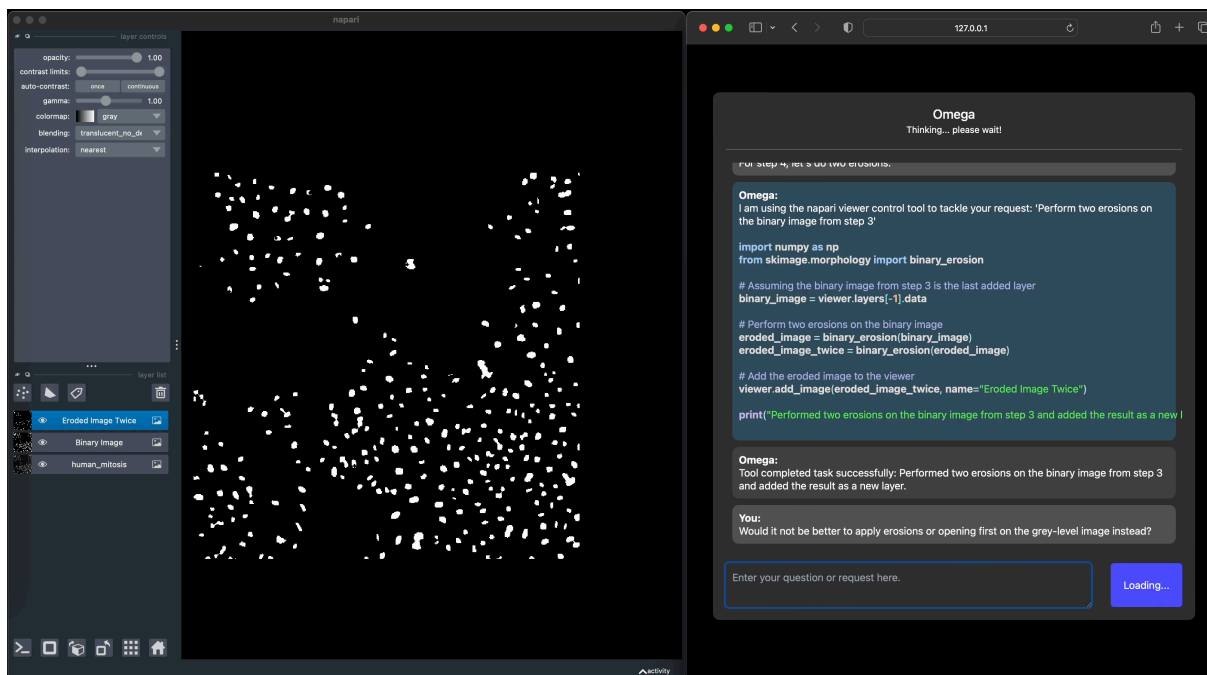 napari
layer controls
opacity: 1.00
contrast limits:
auto-contrast: once continuous
gamma: 1.00
colormap: gray
blending: translucent_no_de
interpolation: nearest
layer list
Eroded Image Twice
Binary Image
human_mitosis
activity
127.0.0.1
Omega
Thinking... please wait!
For step 4, let's do two erosions.
Omega:
I am using the napari viewer control tool to tackle your request: 'Perform two erosions on
the binary image from step 3'
import numpy as np
from skimage.morphology import binary_erosion
# Assuming the binary image from step 3 is the last added layer
binary_image = viewer.layers[-1].data
# Perform two erosions on the binary image
eroded_image = binary_erosion(binary_image)
eroded_image_twice = binary_erosion(eroded_image)
# Add the eroded image to the viewer
viewer.add_image(eroded_image_twice, name="Eroded Image Twice")
print("Performed two erosions on the binary image from step 3 and added the result as a new l
Omega:
Tool completed task successfully: Performed two erosions on the binary image from step 3
and added the result as a new layer.
You:
Would it not be better to apply erosions or opening first on the grey-level image instead?
Enter your question or request here.
Loading...